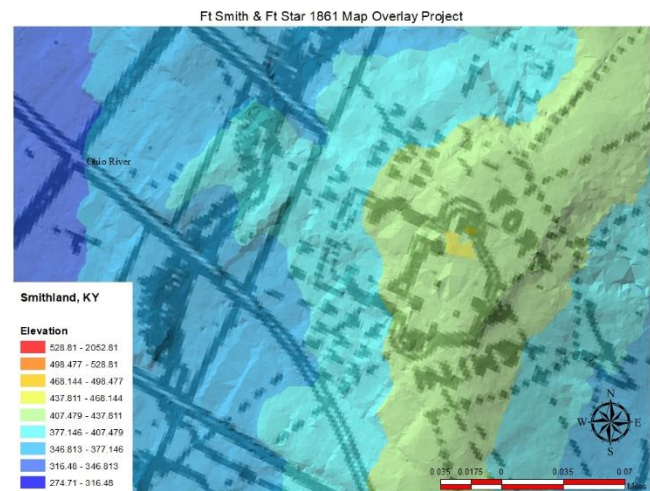 Ft Smith & Ft Star 1861 Map Overlay Project
Ohio River
Smithland, KY
Elevation
528.81 - 2052.81
498.477 - 528.81
468.144 - 498.477
437.811 - 468.144
407.479 - 437.811
377.146 - 407.479
346.813 - 377.146
316.48 - 346.813
274.71 - 316.48
N
W E
S
0.035 0.0175 0 0.035 0.07
Miles